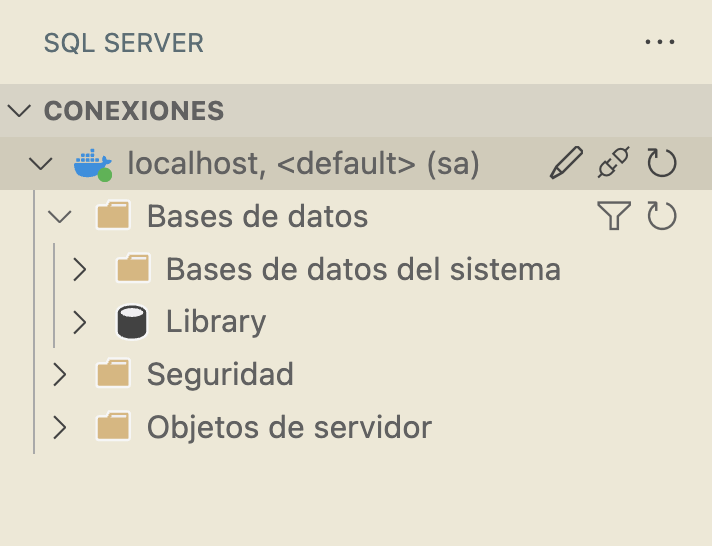 SQL SERVER
CONEXIONES
localhost, <default> (sa)
Bases de datos
Bases de datos del sistema
Library
Seguridad
Objetos de servidor